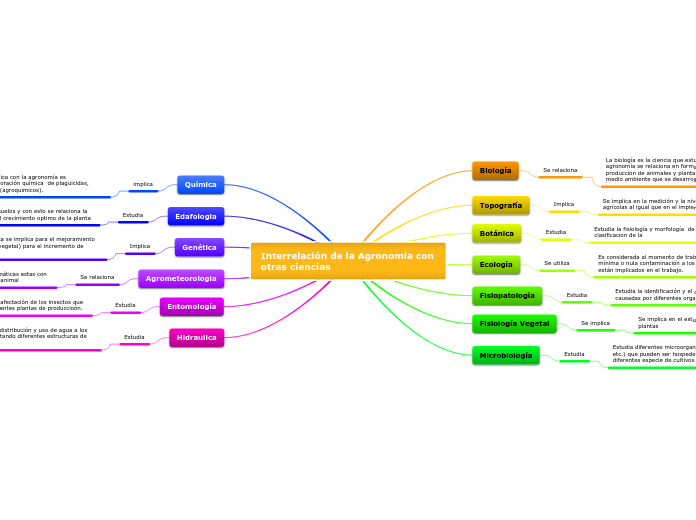 Interrelación de la Agronomía con
otras ciencias
Química
implica
ica con la agronomía es
oración química de plaguicidas,
(agroquimicos).
Edafología
Estudia
uelos y con esto se relaciona la
l crecimiento optimo de la planta
Genética
Implica
a se implica para el mejoramiento
vegetal) para el incremento de
Agrometeorología
Se relaciona
máticas estas con
animal
Entomología
Estudia
afectación de los insectos que
entes plantas de producción.
Hidraulica
Estudia
distribución y uso de agua a los
tando diferentes estructuras de
Biología
Se relaciona
La biología es la ciencia que estu
agronomía se relaciona en form
producción de animales y planta
medio ambiente que se desarrog
Topografía
Implica
Se implica en la medición y la niv
agrícolas al igual que en el imple
Botánica
Estudia
Estudia la fisiología y morfología de
clasificacion de la
Ecología
Se utiliza
Es considerada al momento de trab
mínima o nula contaminación a los
están implicados en el trabajo.
Fisiopatología
Estudia
Estudia la identificación y el
causadas por diferentes orga
Fisiología Vegetal
Se implica
Se implica en el estu
plantas
Microbiología
Estudia
Estudia diferentes microorgan
etc.) que pueden ser hospede
diferentes especie de cultivos